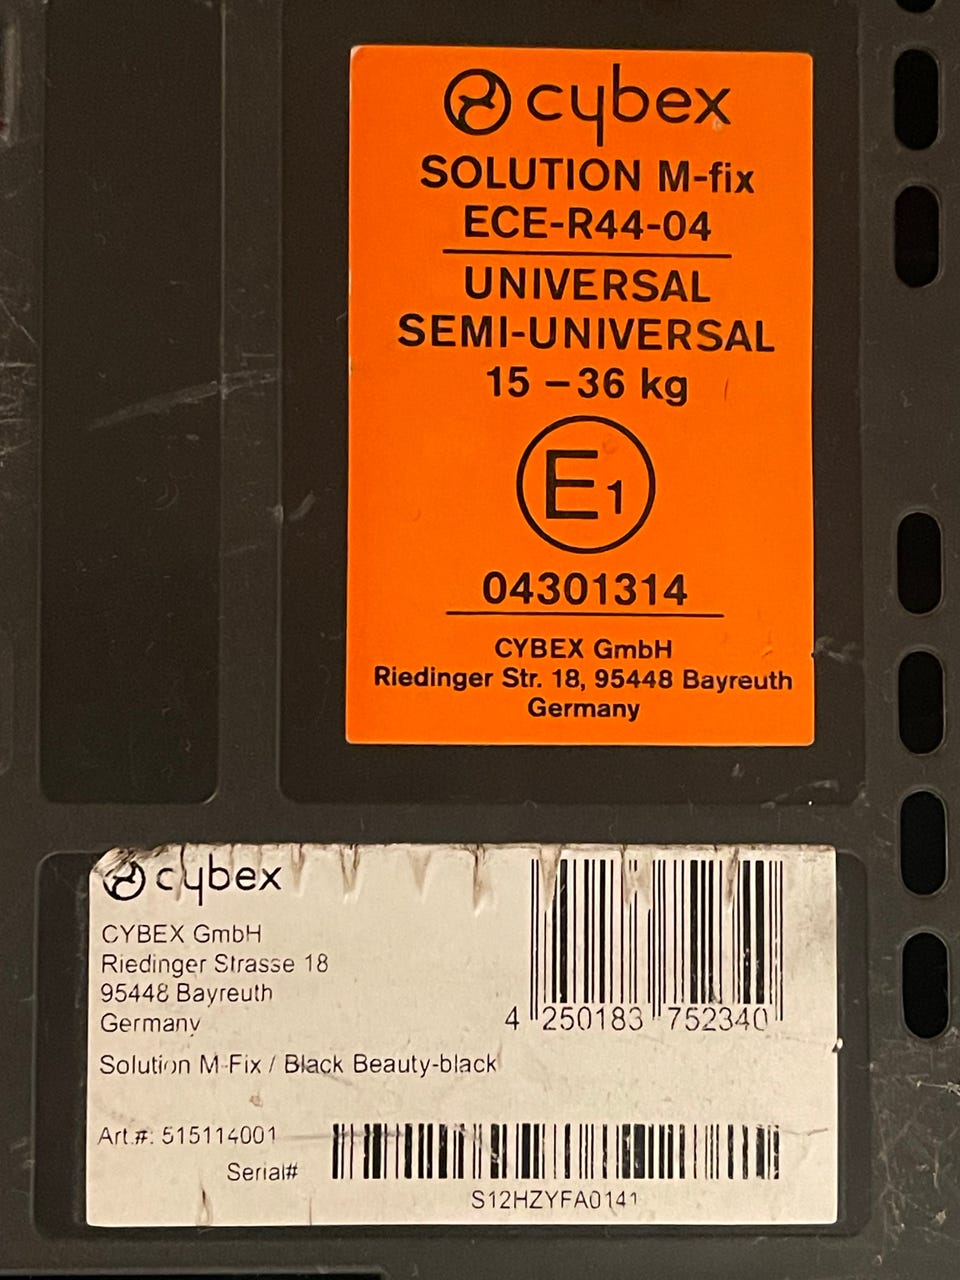 cybex
SOLUTION M-fix
ECE-R44-04
UNIVERSAL
SEMI-UNIVERSAL
15 – 36 kg
E1
04301314
CYBEX GmbH
Riedinger Str. 18, 95448 Bayreuth
Germany
cybex
CYBEX GmbH
Riedinger Strasse 18
95448 Bayreuth
Germany
4 250183 752340
Solution M-Fix / Black Beauty-black
Art.#: 515114001
Serial#
S12HZYFA0141